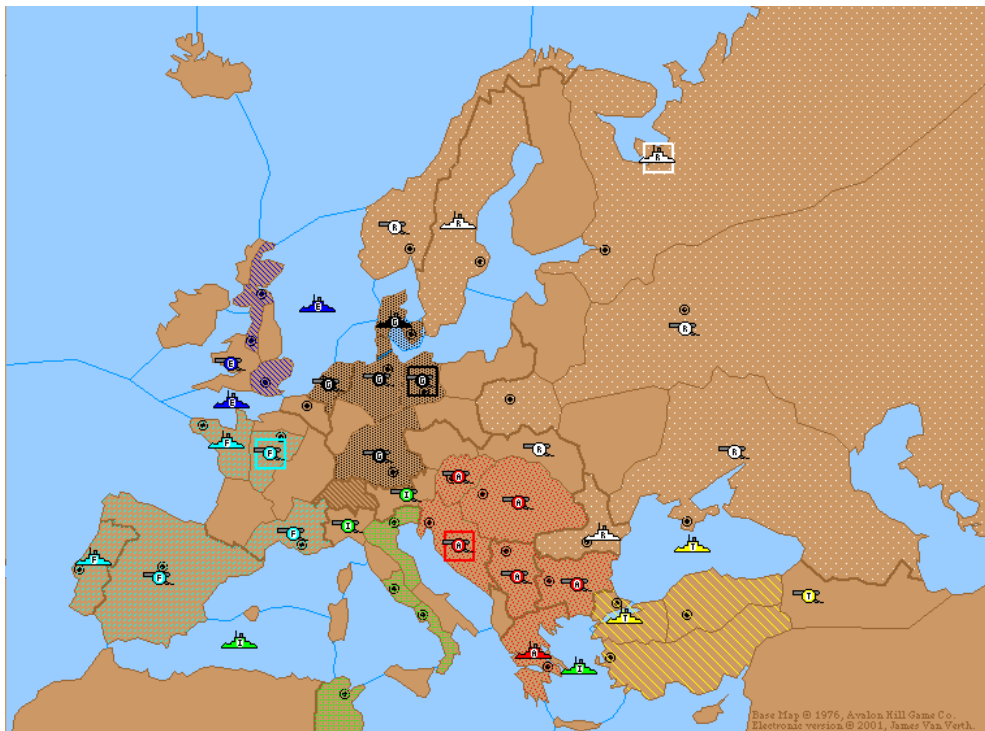 R
R R
E
G
R
E
G G G
E
F
F G R R
A
I
A
F I R
A T
F
F A A
T
T
I
A I
Base Map © 1976, Avalon Hill Game Co.
Electronic version © 2001, James Van Verth.